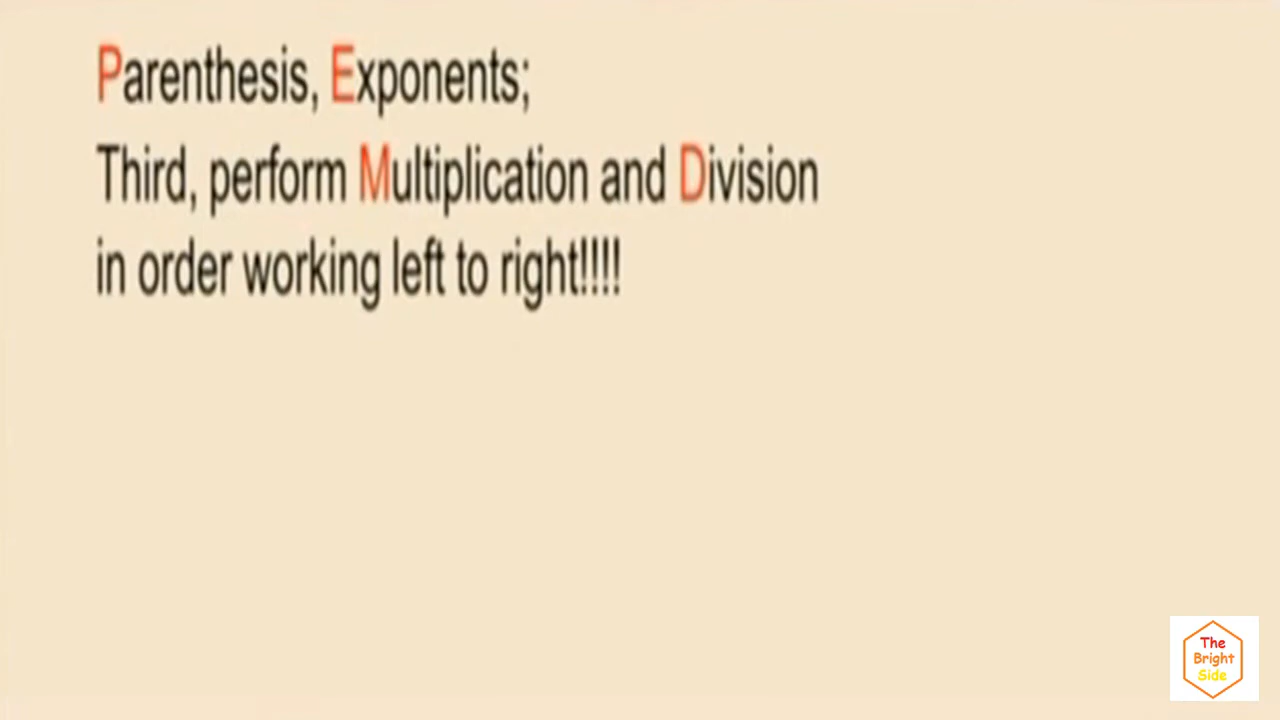 Parenthesis, Exponents;
Third, perform Multiplication and Division
in order working left to right!!!!
The
Bright
Side